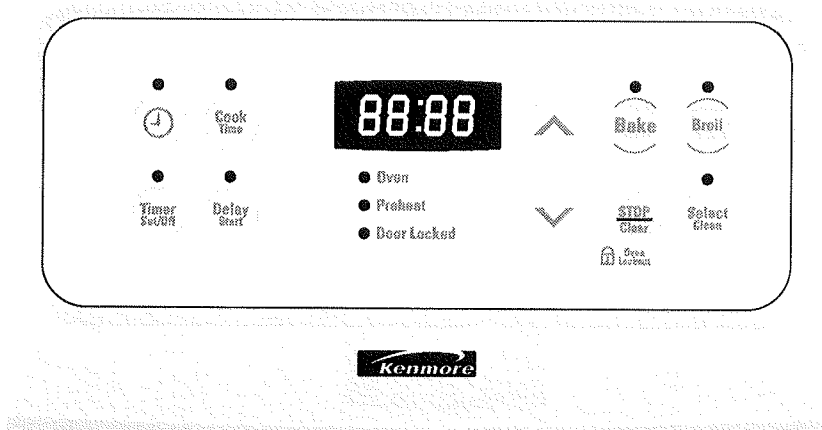 Cook
Time
88:88
Bake
Broil
Oven
Preheat
Door Locked
Timer
Set/Off
Delay
Start
STOP
Clear
Select
Clean
Oven
Lockout
Kenmore